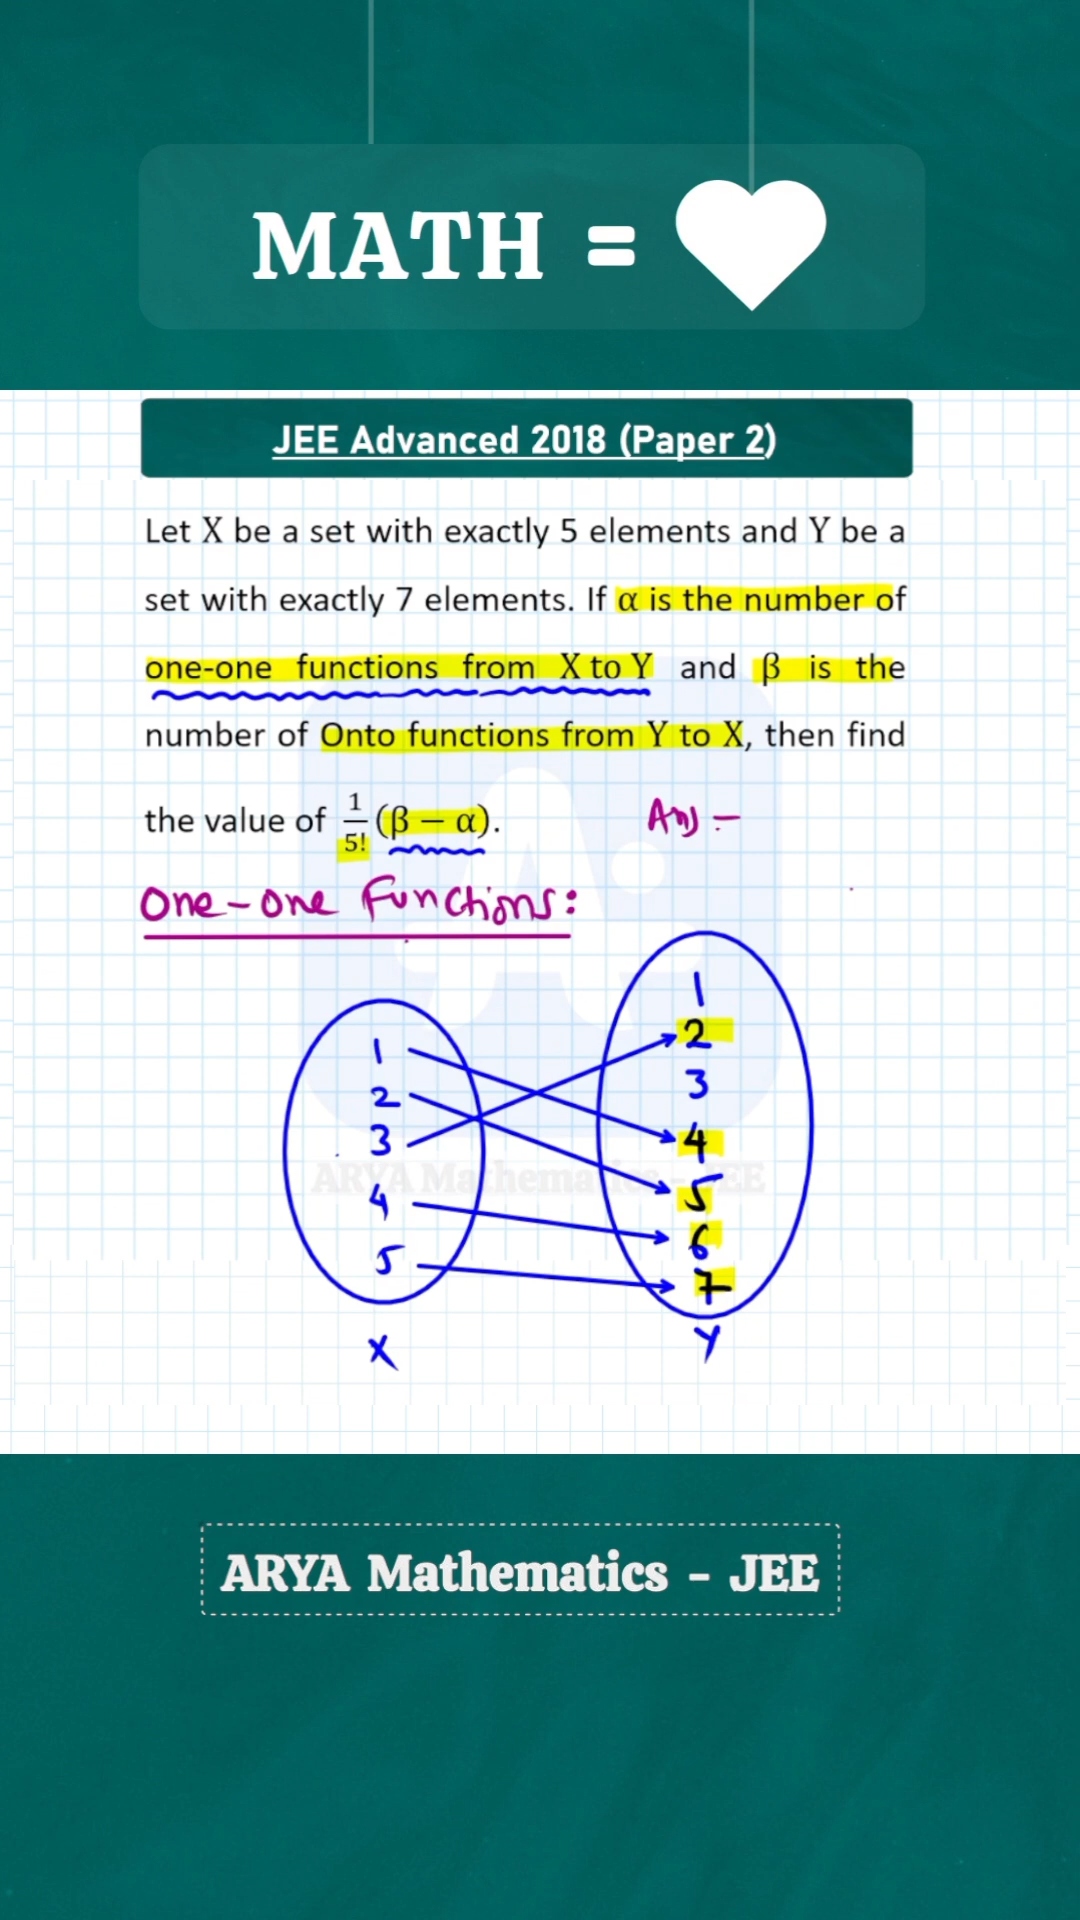 MATH =
JEE Advanced 2018 (Paper 2)
Let X be a set with exactly 5 elements and Y be a
set with exactly 7 elements. If α is the number of
one-one functions from X to Y and β is the
number of Onto functions from Y to X, then find
the value of 1/5! (β – α).
Ans -
One-one Functions:
1
2
3
4
5
X
1
2
3
4
5
6
7
Y
ARYA Mathematics - JEE
ARYA Mathematics - JEE